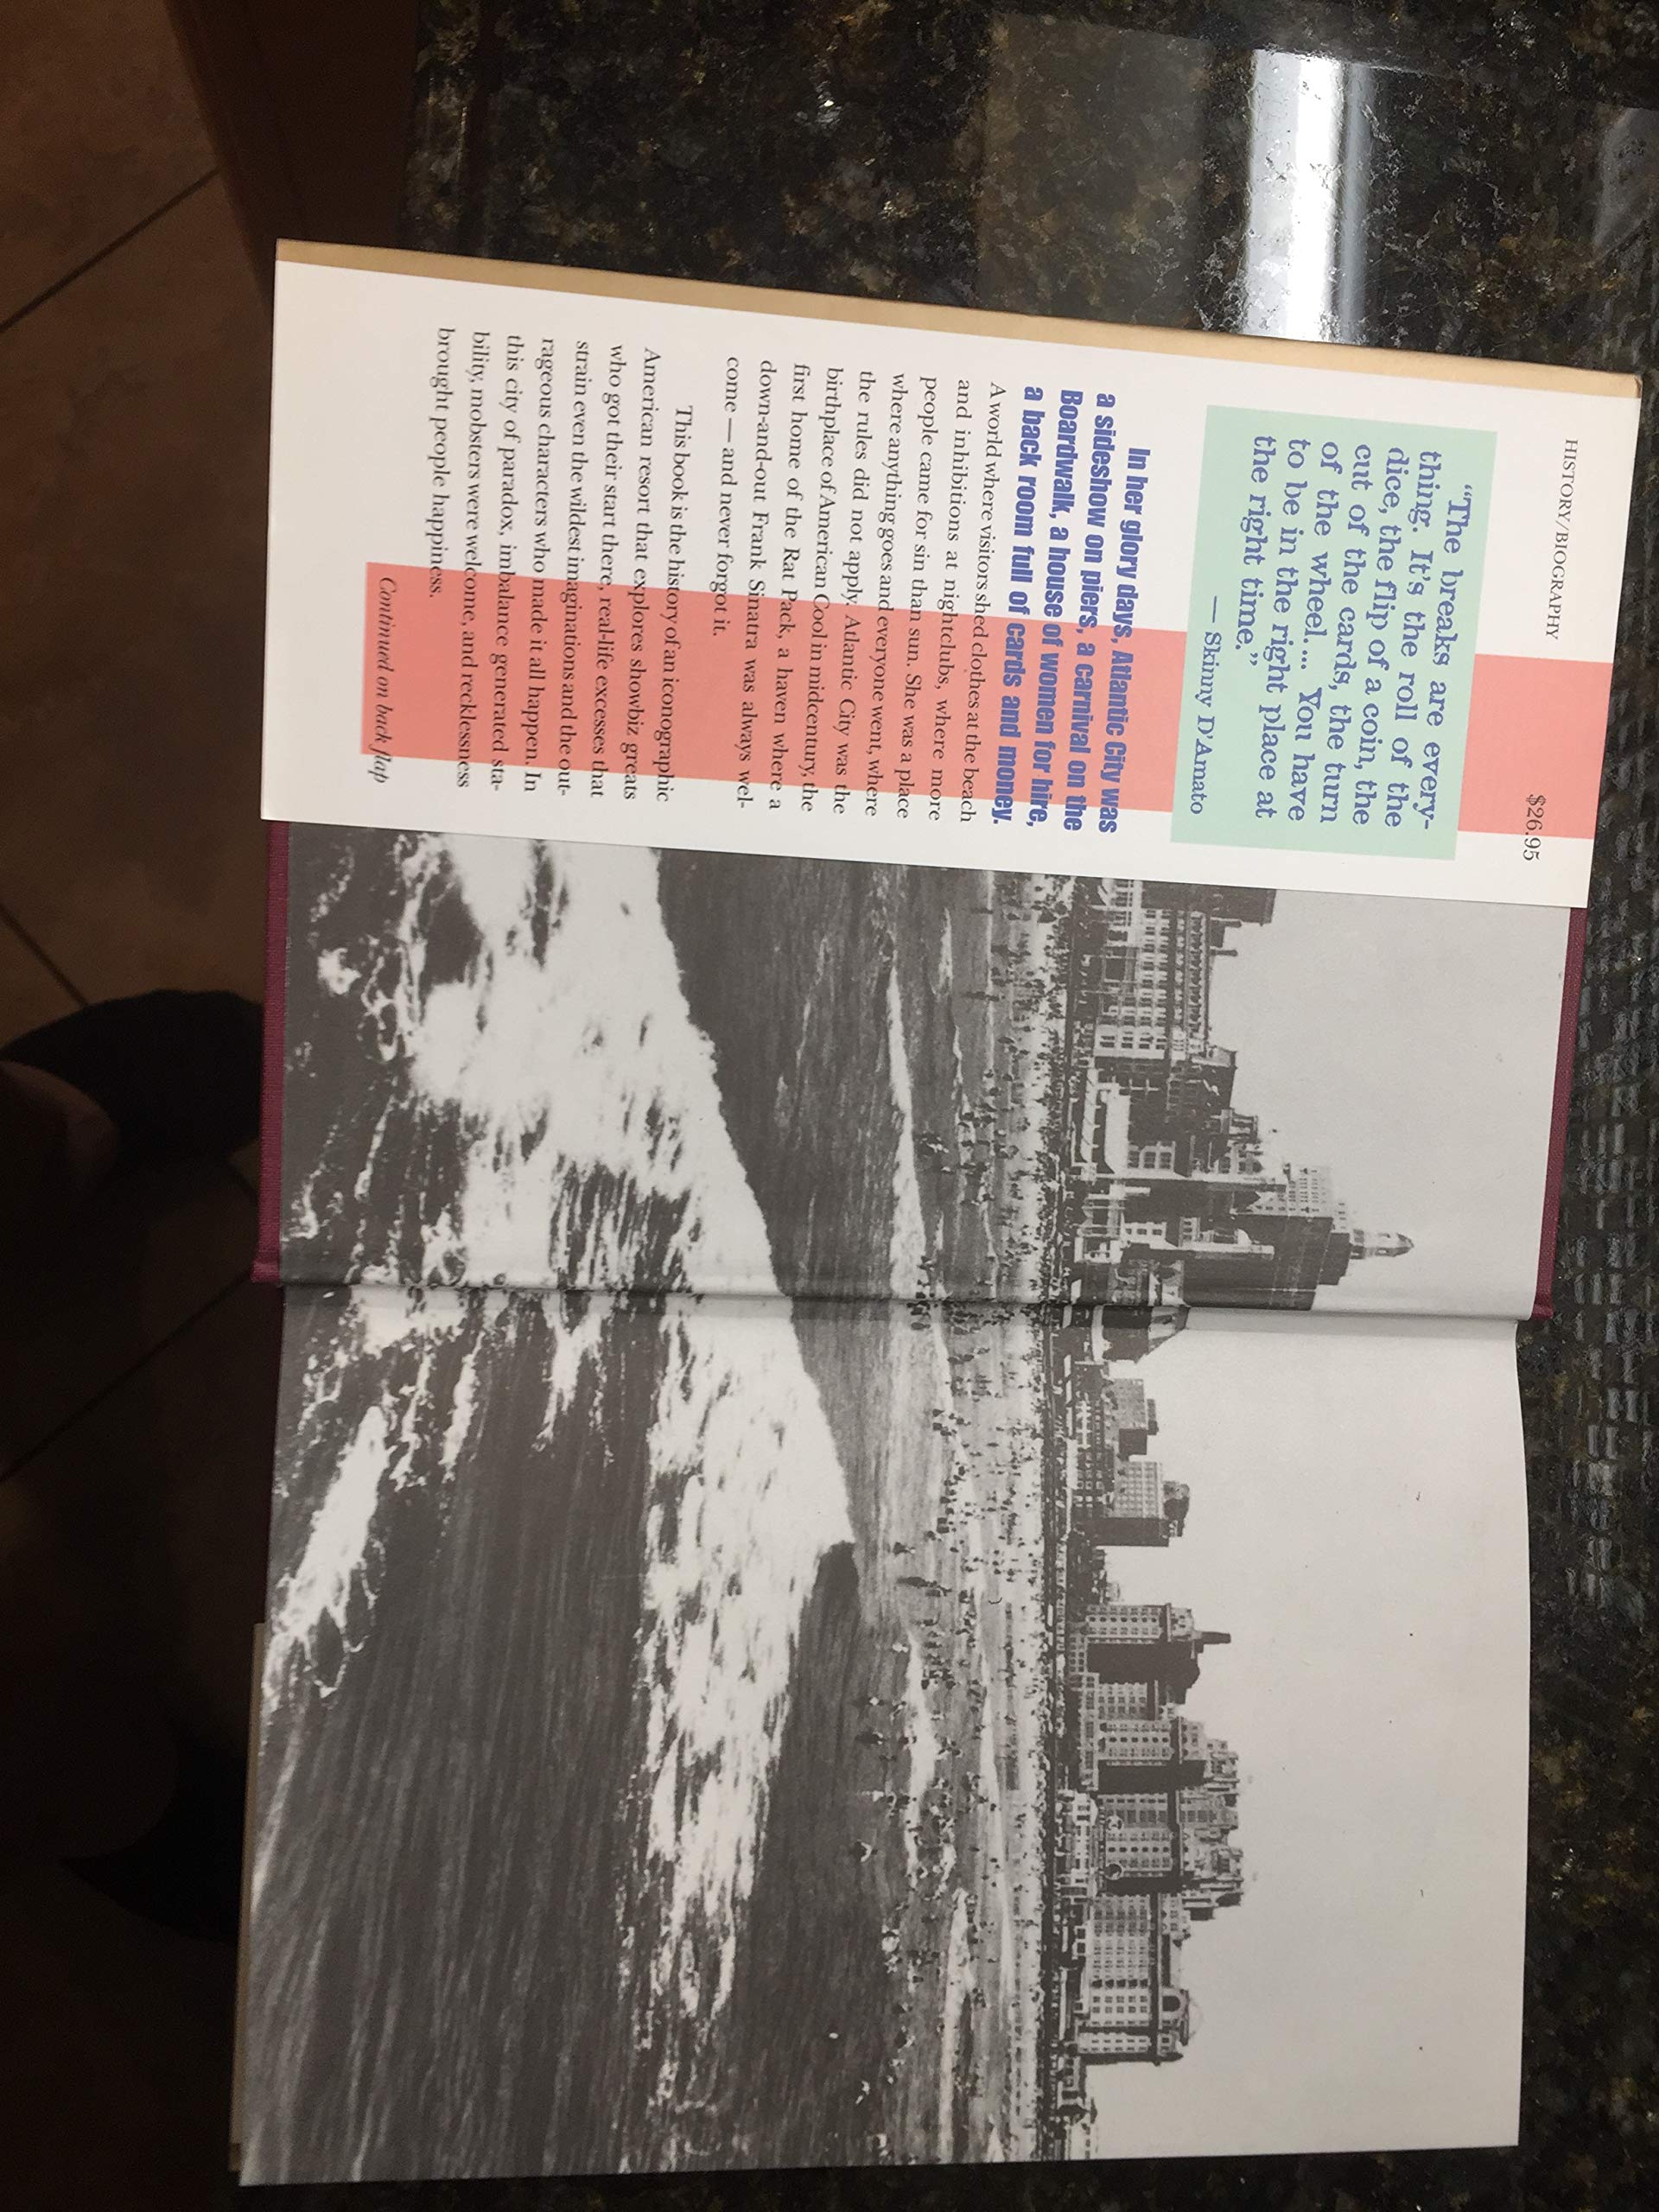 HISTORY/BIOGRAPHY
$26.95
“The breaks are every-
thing. It’s the roll of the
dice, the flip of a coin, the
cut of the cards, the turn
of the wheel.... You have
to be in the right place at
the right time.”
— Skinny D’Amato
In her glory days, Atlantic City was
a sideshow on piers, a carnival on the
Boardwalk, a house of women for hire,
a back room full of cards and money.
A world where visitors shed clothes at the beach
and inhibitions at nightclubs, where more
people came for sin than sun. She was a place
where anything goes and everyone went, where
the rules did not apply. Atlantic City was the
birthplace of American Cool in midcentury, the
first home of the Rat Pack, a haven where a
down-and-out Frank Sinatra was always wel-
come — and never forgot it.
This book is the history of an iconographic
American resort that explores showbiz greats
who got their start there, real-life excesses that
strain even the wildest imaginations and the out-
rageous characters who made it all happen. In
this city of paradox, imbalance generated sta-
bility, mobsters were welcome, and recklessness
brought people happiness.
Continued on back flap